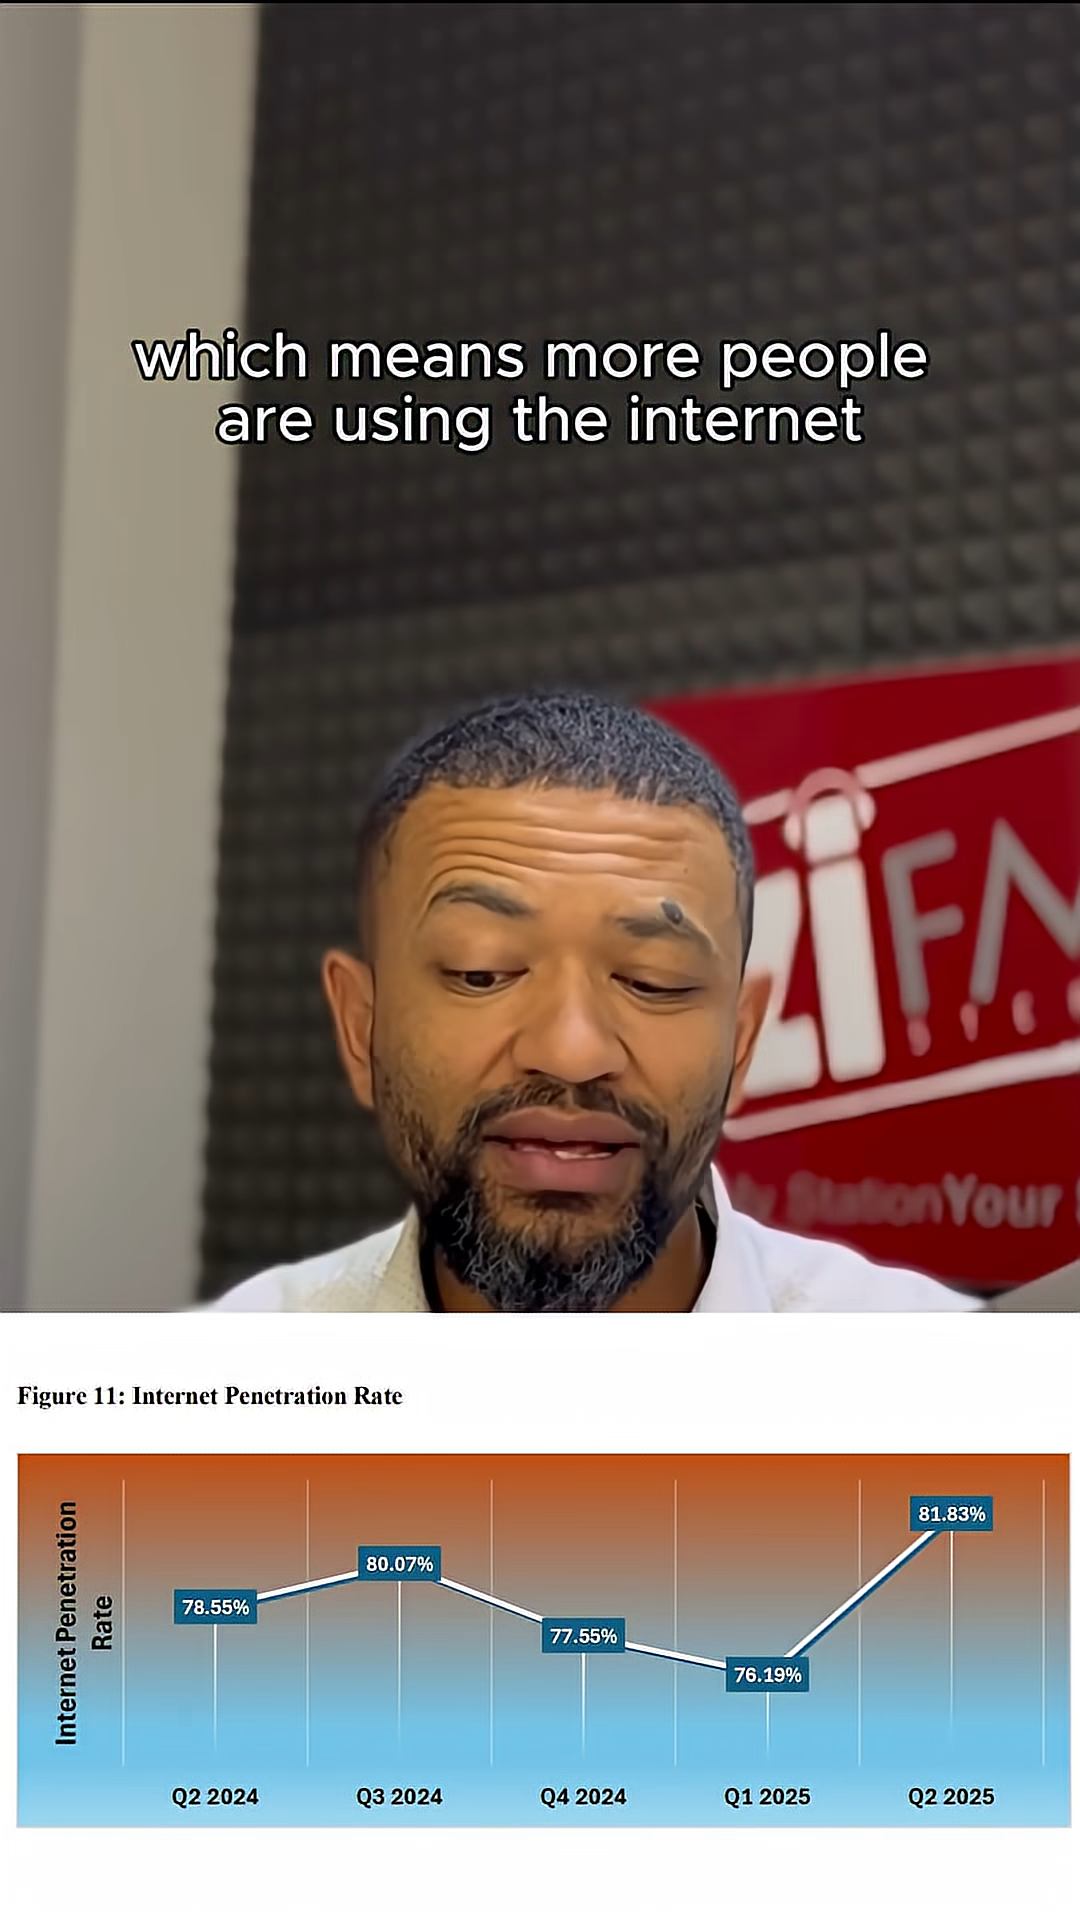 which means more people
are using the internet
ZiFM
StationYour
Figure 11: Internet Penetration Rate
Internet Penetration
Rate
81.83%
80.07%
78.55%
77.55%
76.19%
Q2 2024 Q3 2024 Q4 2024 Q1 2025 Q2 2025